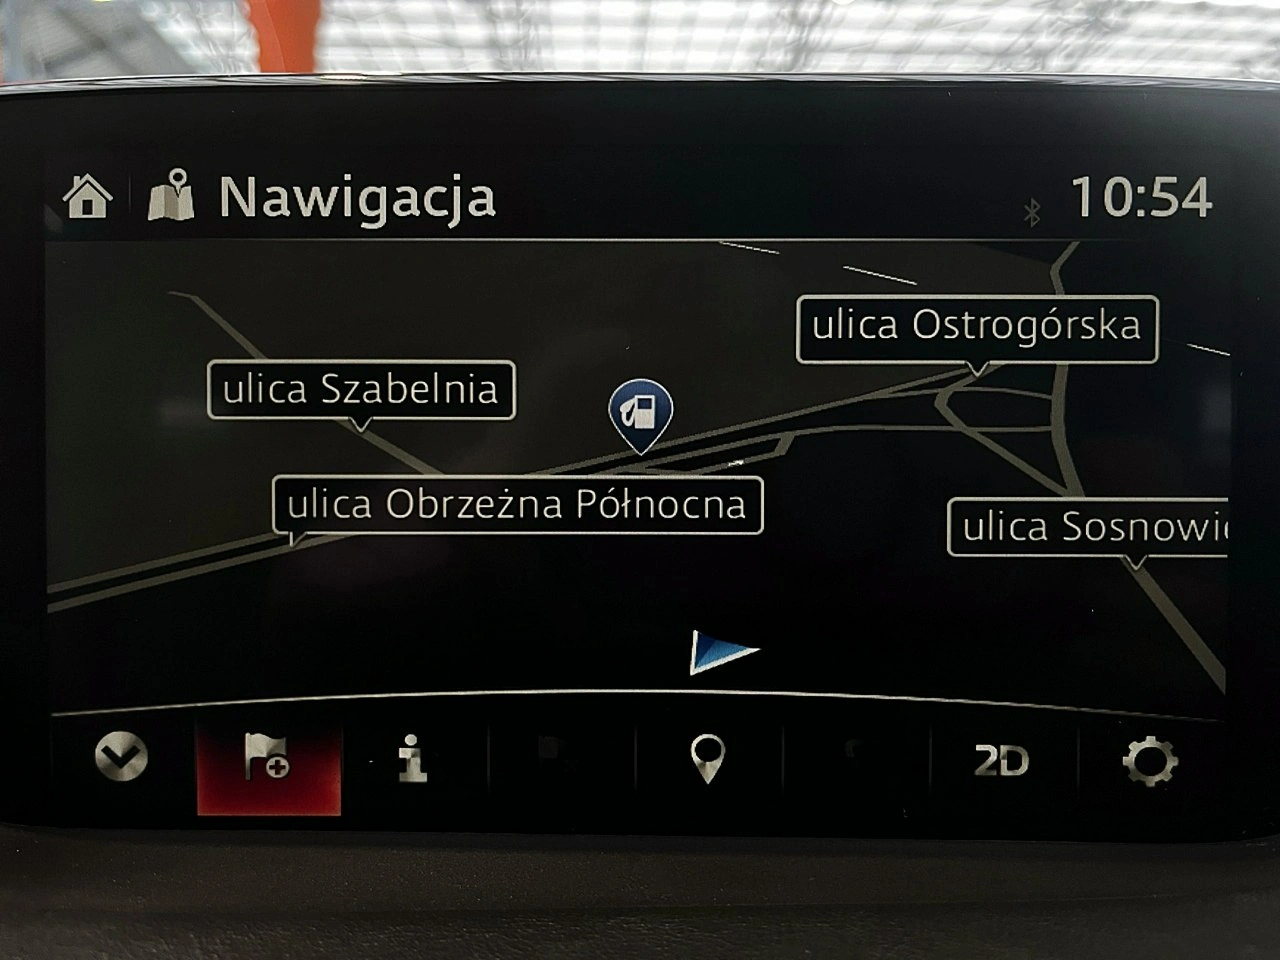 Nawigacja
10:54
ulica Ostrogórska
ulica Szabelnia
ulica Obrzeżna Północna
ulica Sosnowi
2D